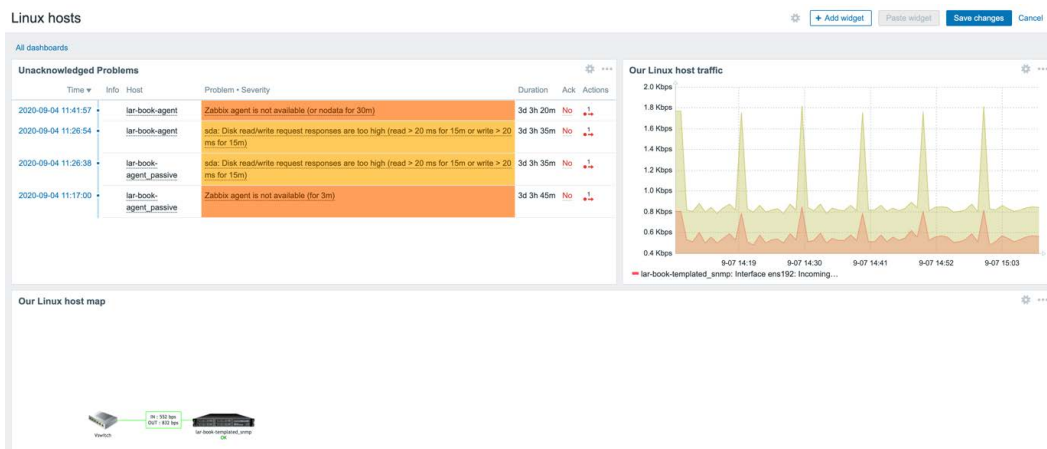 Linux hosts
+ Add widget
Paste widget
Save changes
Cancel
All dashboards
Unacknowledged Problems
Time ▼ Info Host Problem • Severity Duration Ack Actions
2020-09-04 11:41:57 lar-book-agent Zabbix agent is not available (or nodata for 30m) 3d 3h 20m No 1
2020-09-04 11:26:54 lar-book-agent sda: Disk read/write request responses are too high (read > 20 ms for 15m or write > 20 3d 3h 35m No 1
ms for 15m)
2020-09-04 11:26:38 lar-book- sda: Disk read/write request responses are too high (read > 20 ms for 15m or write > 20 3d 3h 35m No 1
agent_passive ms for 15m)
2020-09-04 11:17:00 lar-book- Zabbix agent is not available (for 3m) 3d 3h 45m No 1
agent_passive
Our Linux host traffic
2.0 Kbps
1.8 Kbps
1.6 Kbps
1.4 Kbps
1.2 Kbps
1.0 Kbps
0.8 Kbps
0.6 Kbps
0.4 Kbps
9-07 14:19 9-07 14:30 9-07 14:41 9-07 14:52 9-07 15:03
lar-book-templated_snmp: Interface ens192: Incoming...
Our Linux host map
IN : 552 bps
OUT : 832 bps
lar-book-templated_snmp
OK